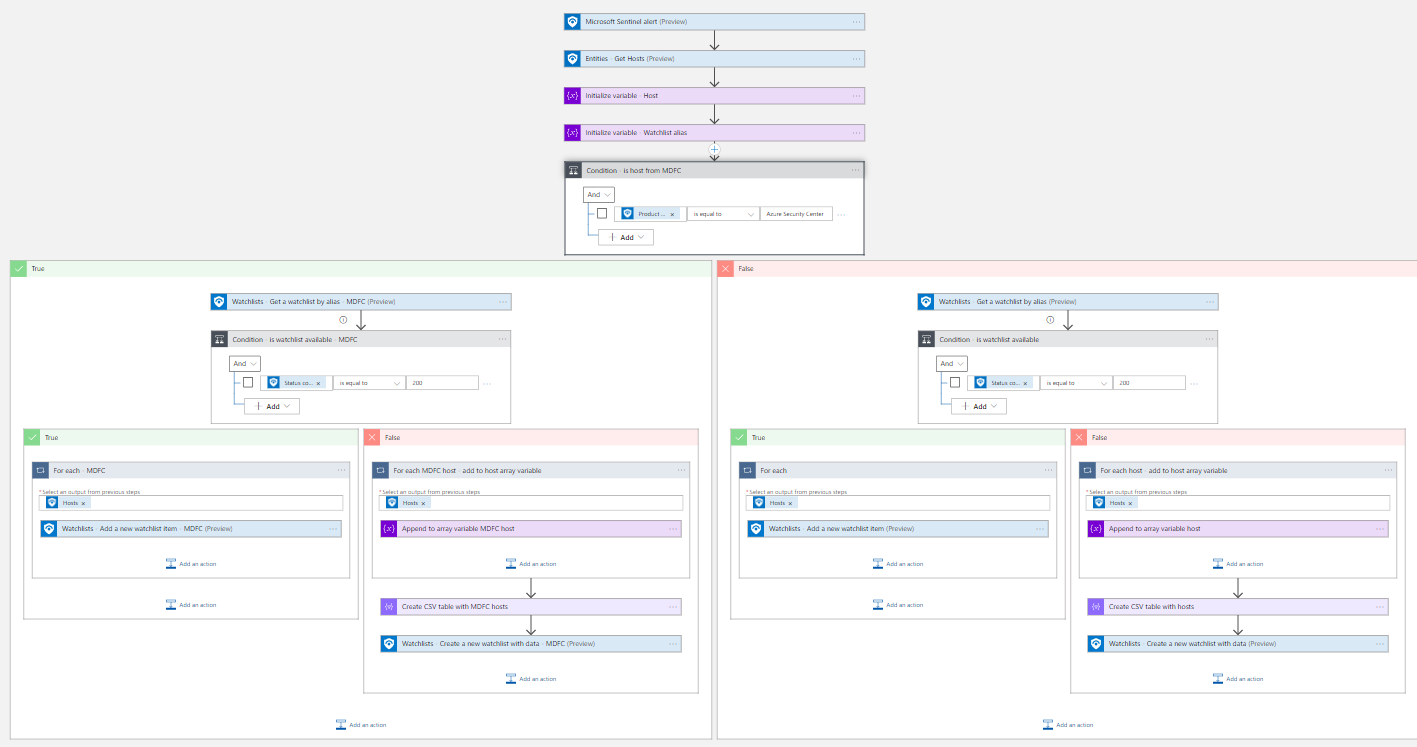 Microsoft Sentinel alert (Preview)
Entities - Get Hosts (Preview)
Initialize variable - Host
Initialize variable - Watchlist alias
Condition - is host from MDFC
And
Product ... × is equal to Azure Security Center
Add
True
False
Watchlists - Get a watchlist by alias - MDFC (Preview)
Watchlists - Get a watchlist by alias (Preview)
Condition - is watchlist available - MDFC
Condition - is watchlist available
And
And
Status co... × is equal to 200
Status co... × is equal to 200
Add
Add
True
False
True
False
For each - MDFC
For each MDFC host - add to host array variable
For each
For each host - add to host array variable
* Select an output from previous steps
* Select an output from previous steps
* Select an output from previous steps
* Select an output from previous steps
Hosts ×
Hosts ×
Hosts ×
Hosts ×
Watchlists - Add a new watchlist item - MDFC (Preview)
Append to array variable MDFC host
Watchlists - Add a new watchlist item (Preview)
Append to array variable host
Add an action
Add an action
Add an action
Add an action
Add an action
Create CSV table with MDFC hosts
Add an action
Create CSV table with hosts
Watchlists - Create a new watchlist with data - MDFC (Preview)
Watchlists - Create a new watchlist with data (Preview)
Add an action
Add an action
Add an action
Add an action